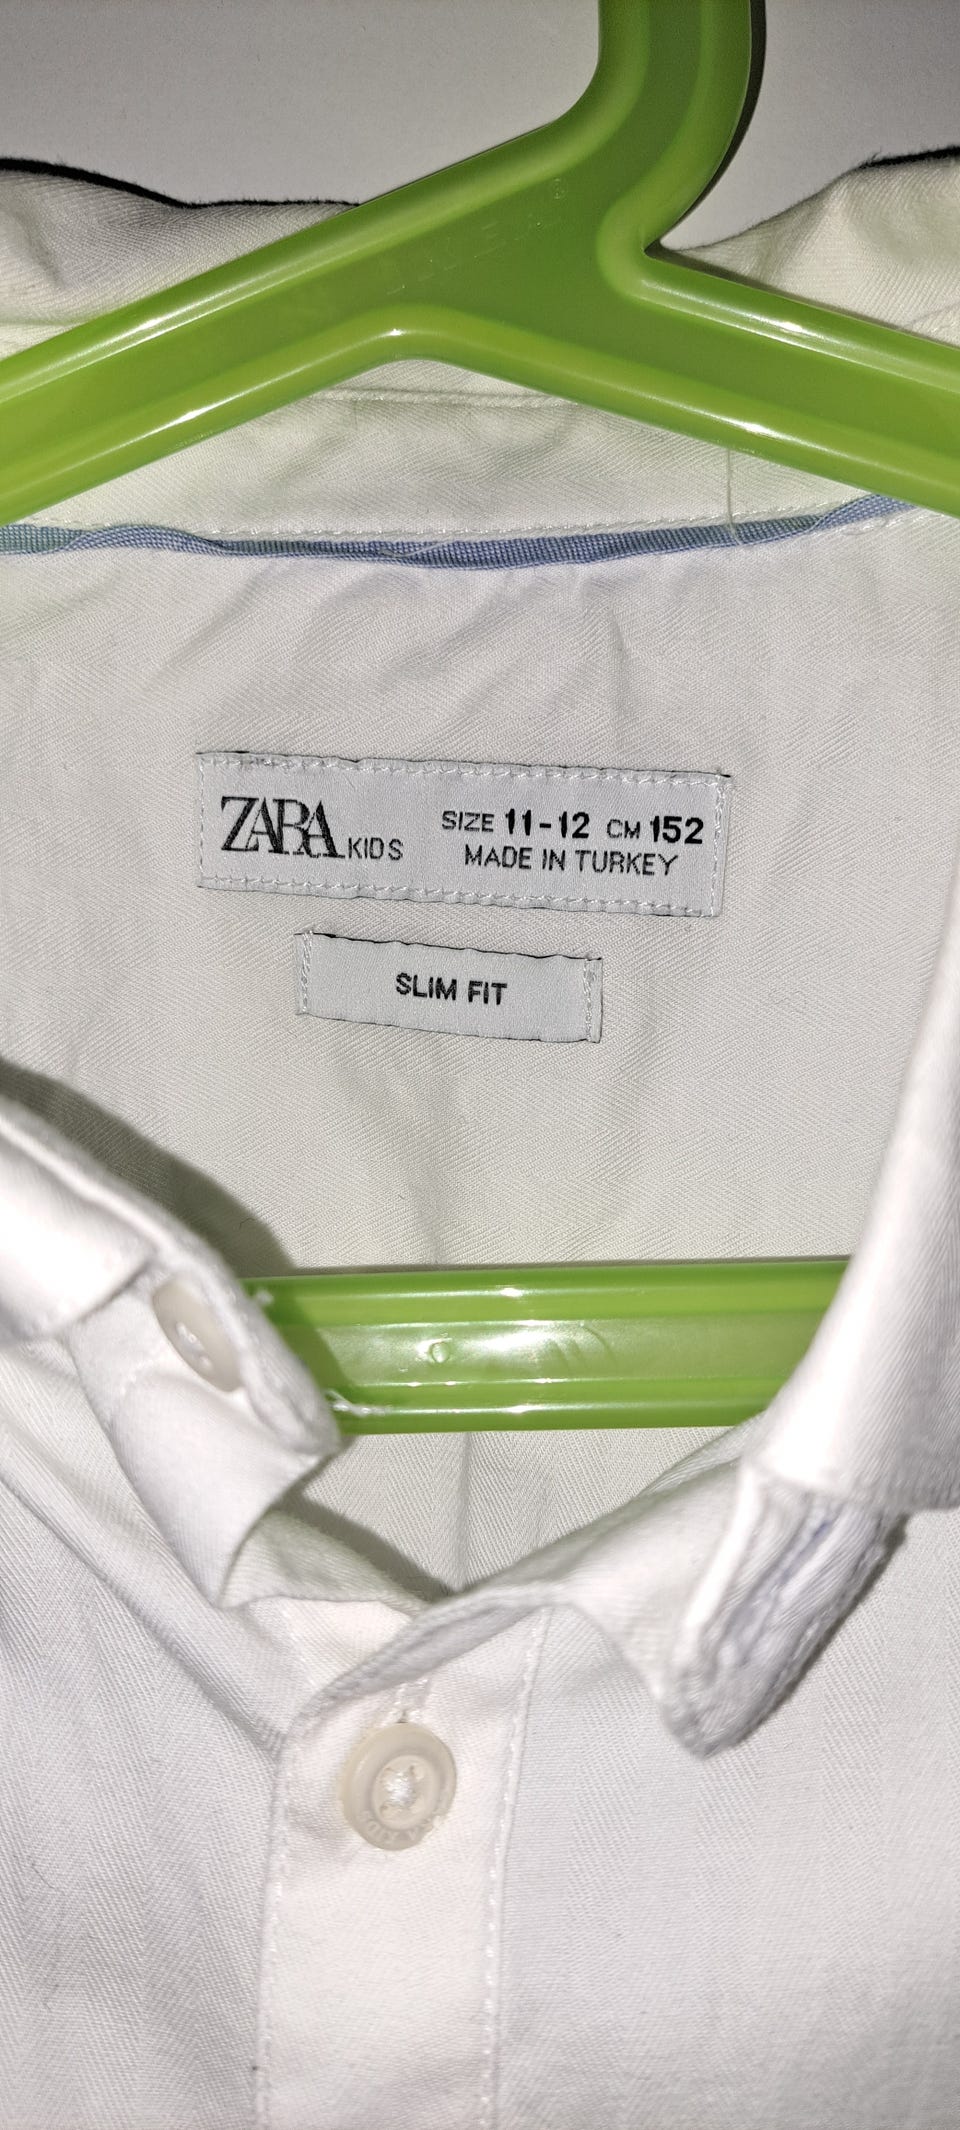 ZARA KIDS
SIZE 11-12 CM 152
MADE IN TURKEY
SLIM FIT